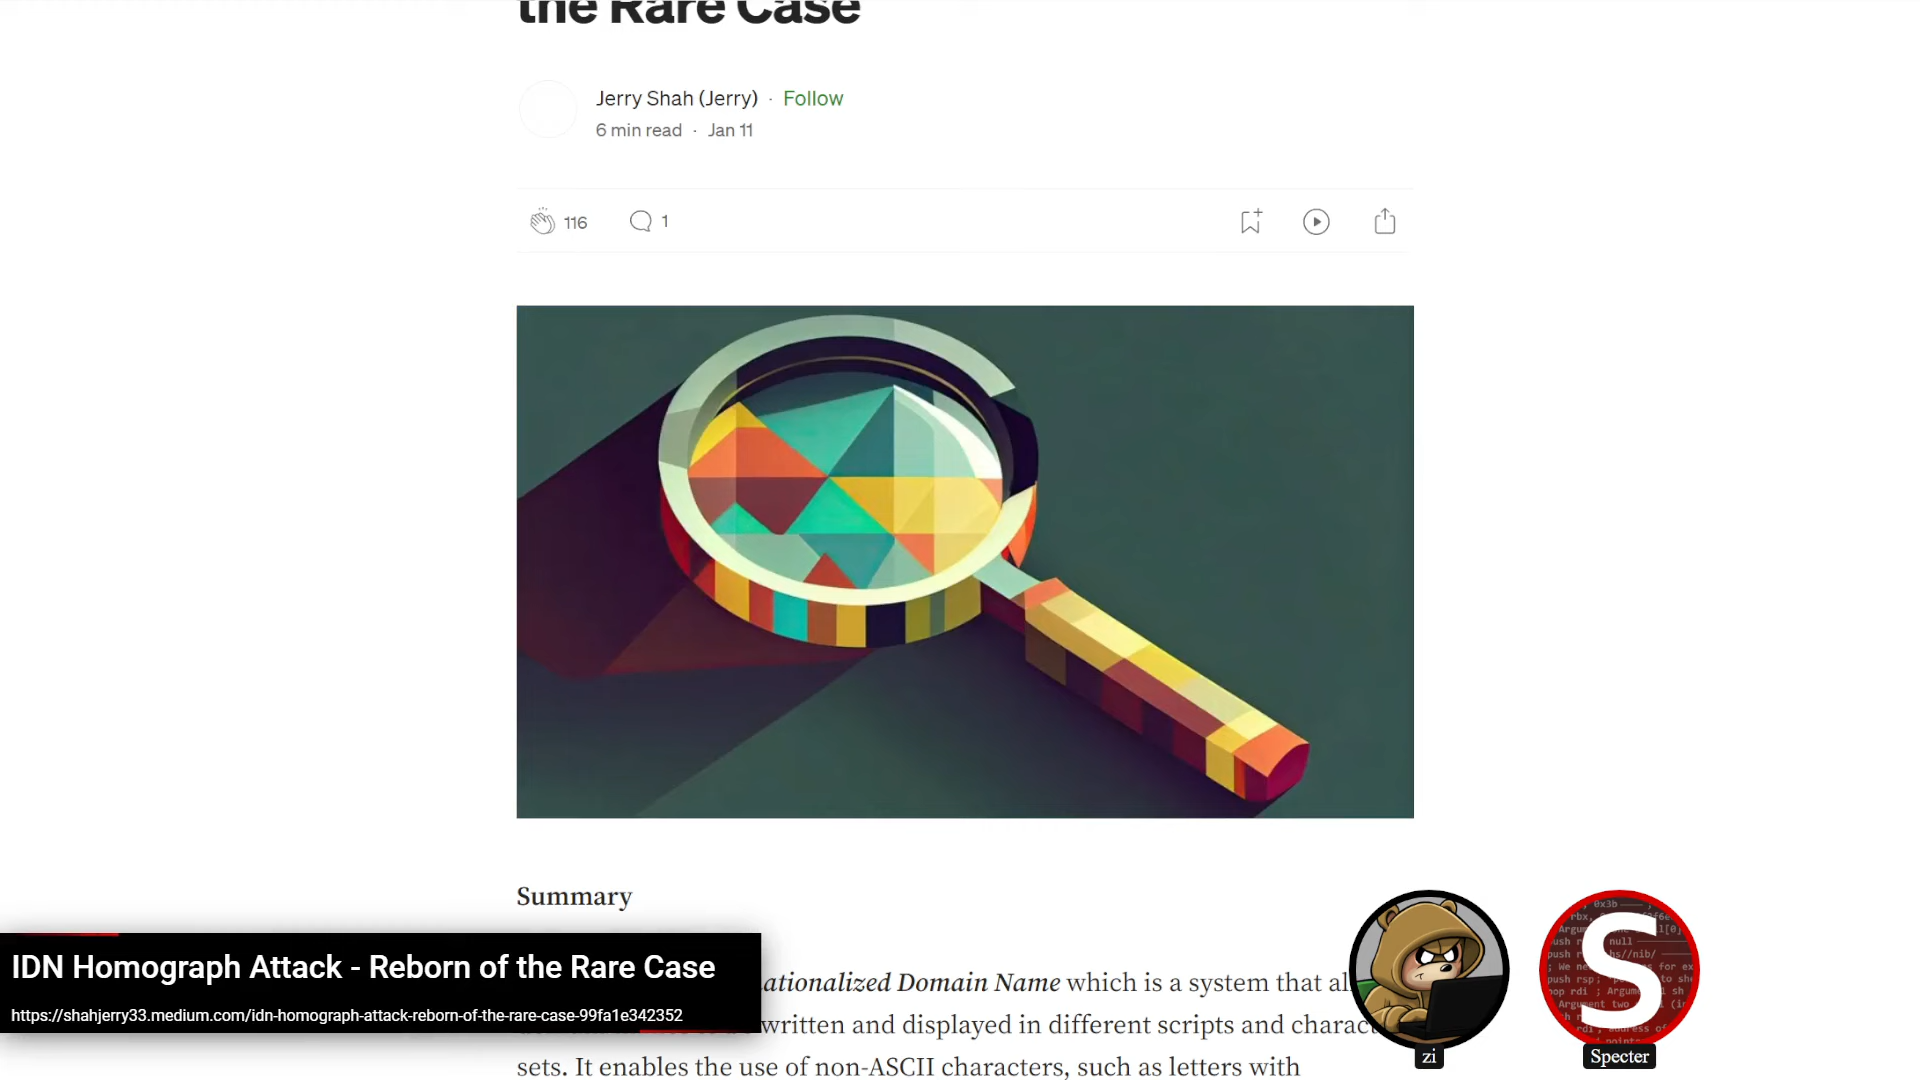 the Rare Case
Jerry Shah (Jerry) · Follow
6 min read · Jan 11
116
1
Summary
ationalized Domain Name which is a system that al
written and displayed in different scripts and charac
sets. It enables the use of non-ASCII characters, such as letters with
IDN Homograph Attack - Reborn of the Rare Case
https://shahjerry33.medium.com/idn-homograph-attack-reborn-of-the-rare-case-99fa1e342352
zi
S
Specter